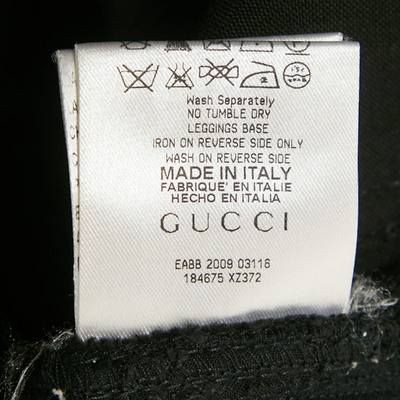 Wash Separately
NO TUMBLE DRY
LEGGINGS BASE
IRON ON REVERSE SIDE ONLY
WASH ON REVERSE SIDE
MADE IN ITALY
FABRIQUE' EN ITALIE
HECHO EN ITALIA
GUCCI
EABB 2009 03116
184675 XZ372